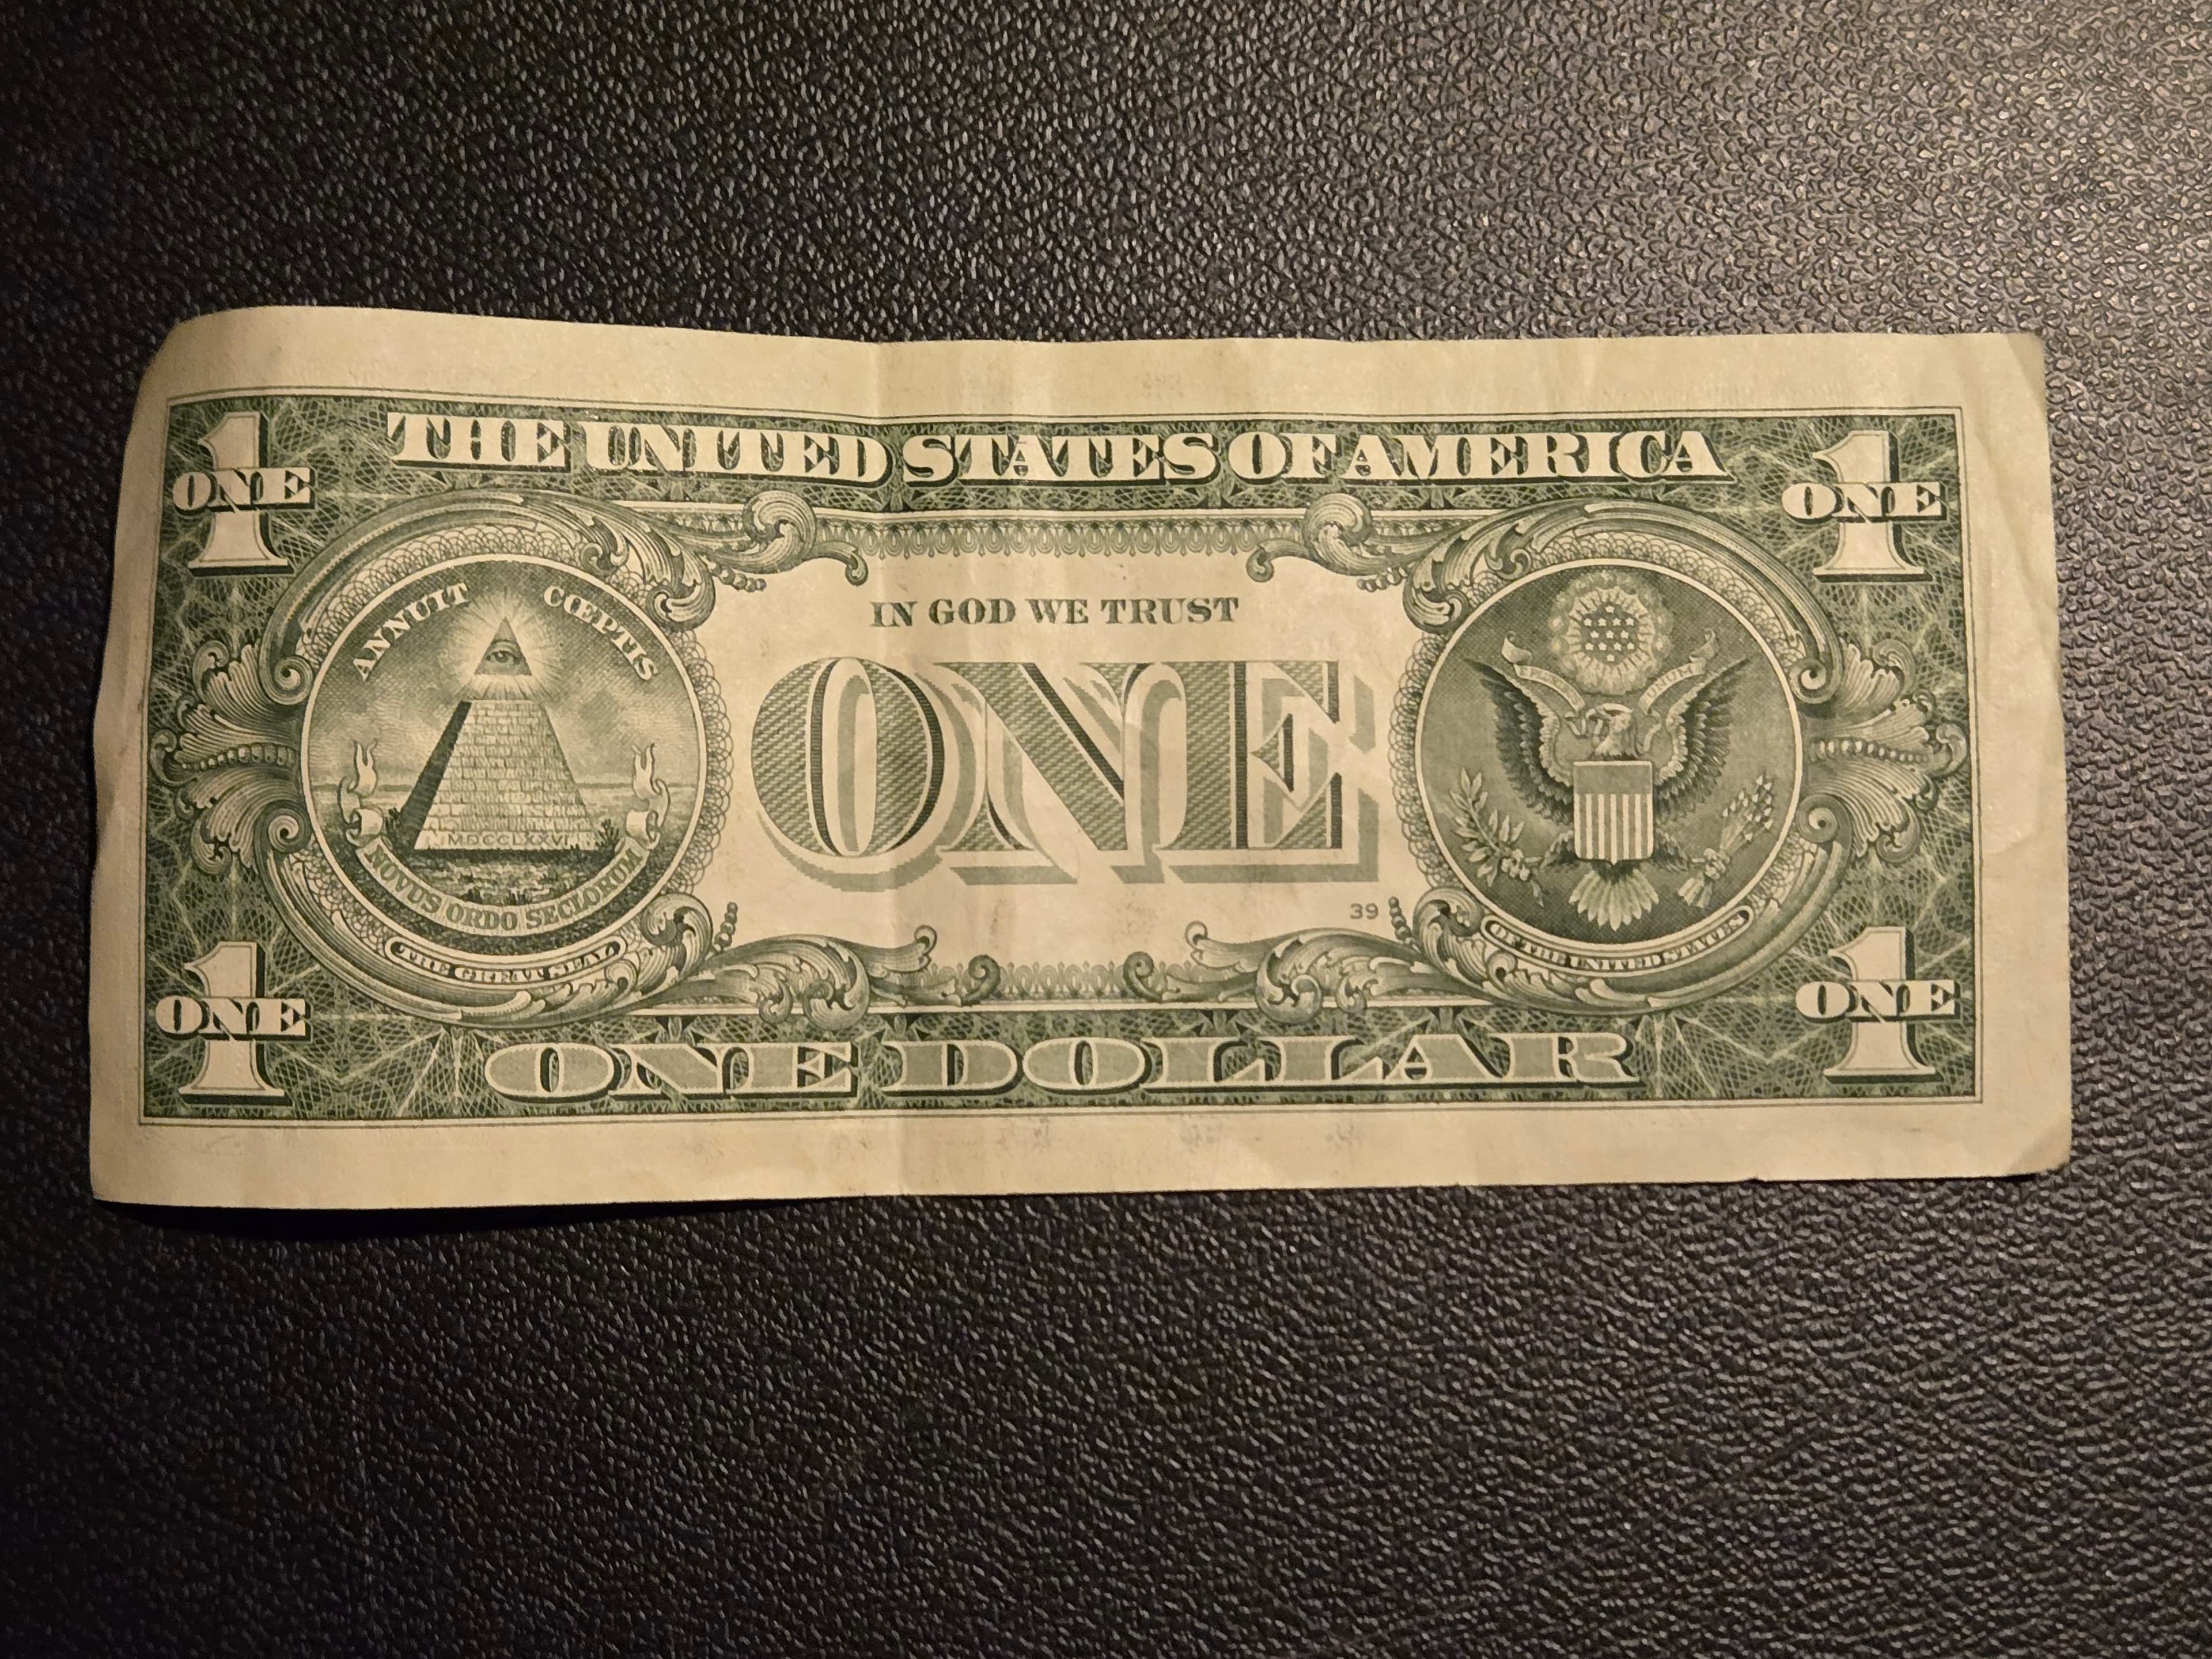 THE UNITED STATES OF AMERICA
1
ONE
1
ONE
ANNUIT CŒPTIS
IN GOD WE TRUST
ONE
MDCCLXXVI
NOVUS ORDO SECLORUM
THE GREAT SEAL
39
OF THE UNITED STATES
1
ONE
1
ONE
ONE DOLLAR